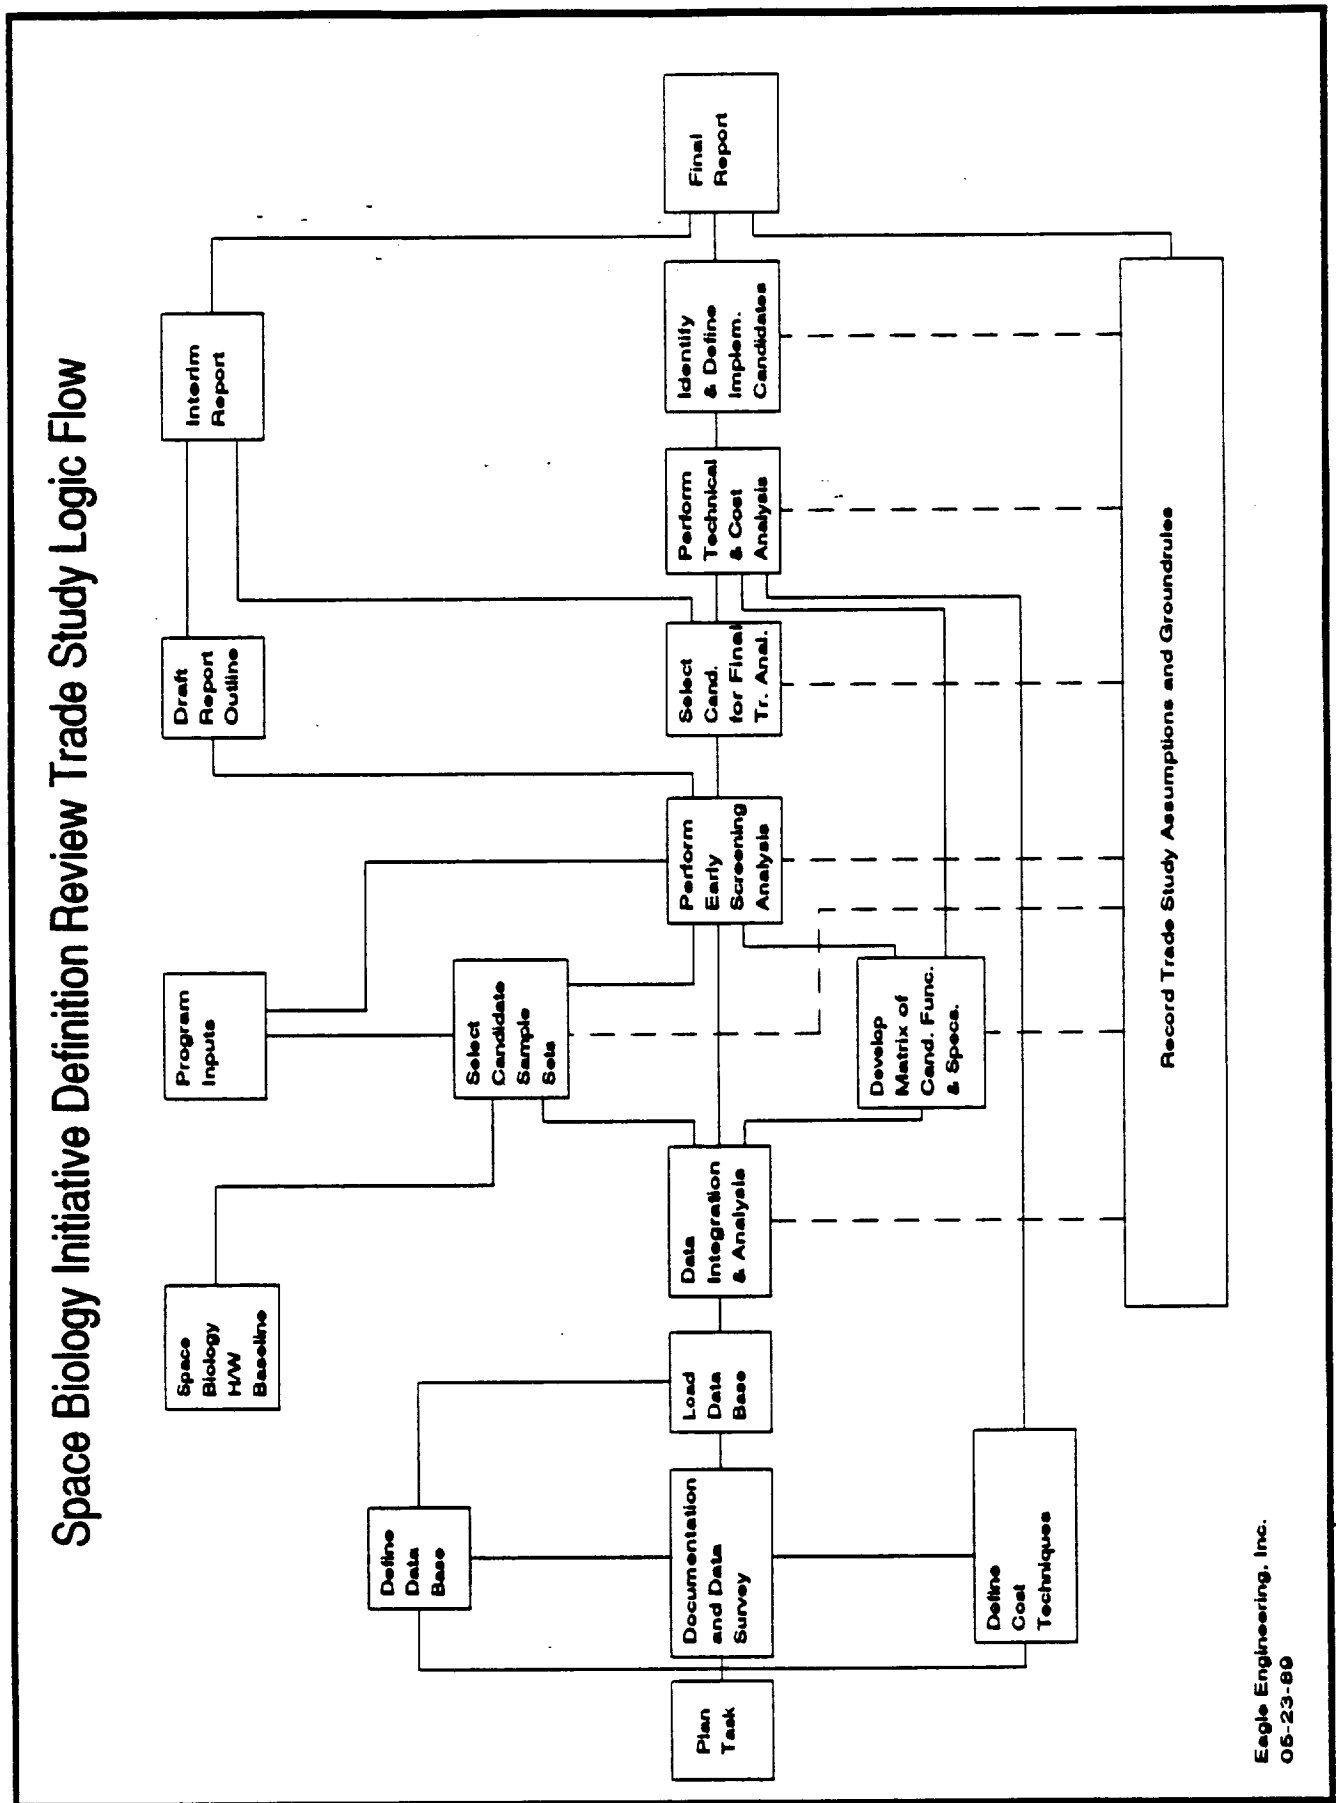 Space Biology Initiative Definition Review Trade Study Logic Flow
Plan
Task
Define
Data
Base
Documentation
and Data
Survey
Define
Cost
Techniques
Load
Data
Base
Space
Biology
H/W
Baseline
Data
Integration
& Analysis
Program
Inputs
Select
Candidate
Sample
Sets
Develop
Matrix of
Cand. Func.
& Specs.
Perform
Early
Screening
Analysis
Draft
Report
Outline
Select
Cand.
for Final
Tr. Anal.
Perform
Technical
& Cost
Analysis
Interim
Report
Identify
& Define
Implem.
Candidates
Final
Report
Record Trade Study Assumptions and Groundrules
Eagle Engineering, Inc.
05-23-89